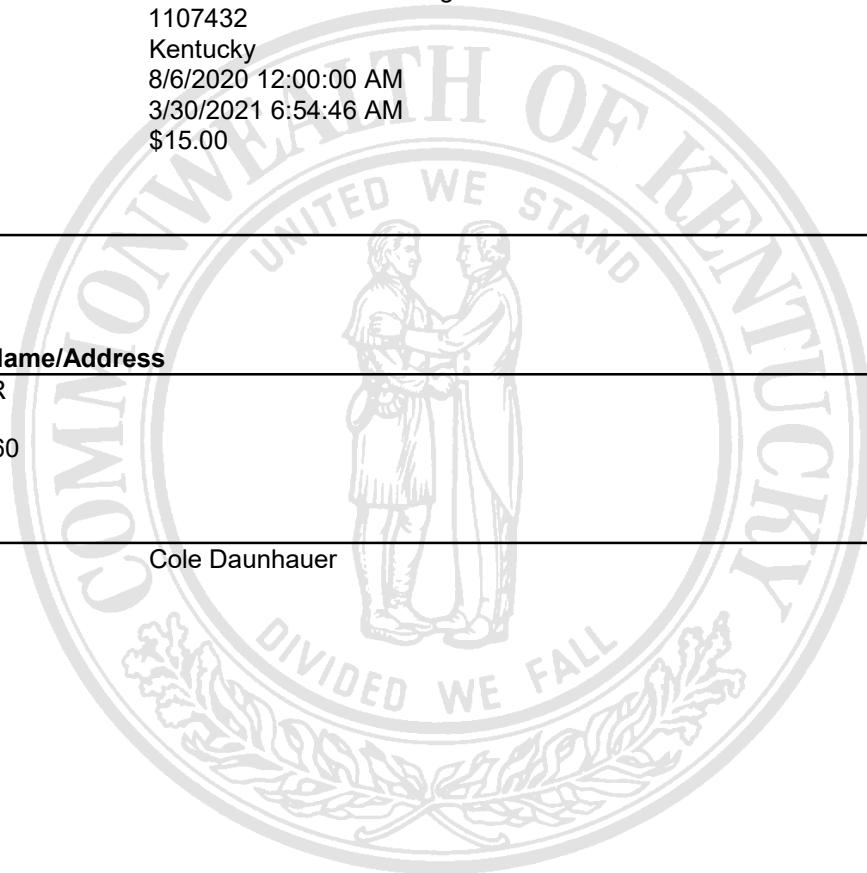 1107432
Kentucky
8/6/2020 12:00:00 AM
3/30/2021 6:54:46 AM
$15.00
COMMONWEALTH OF KENTUCKY
UNITED WE STAND
Name/Address
R
60
Cole Daunhauer
DIVIDED WE FALL